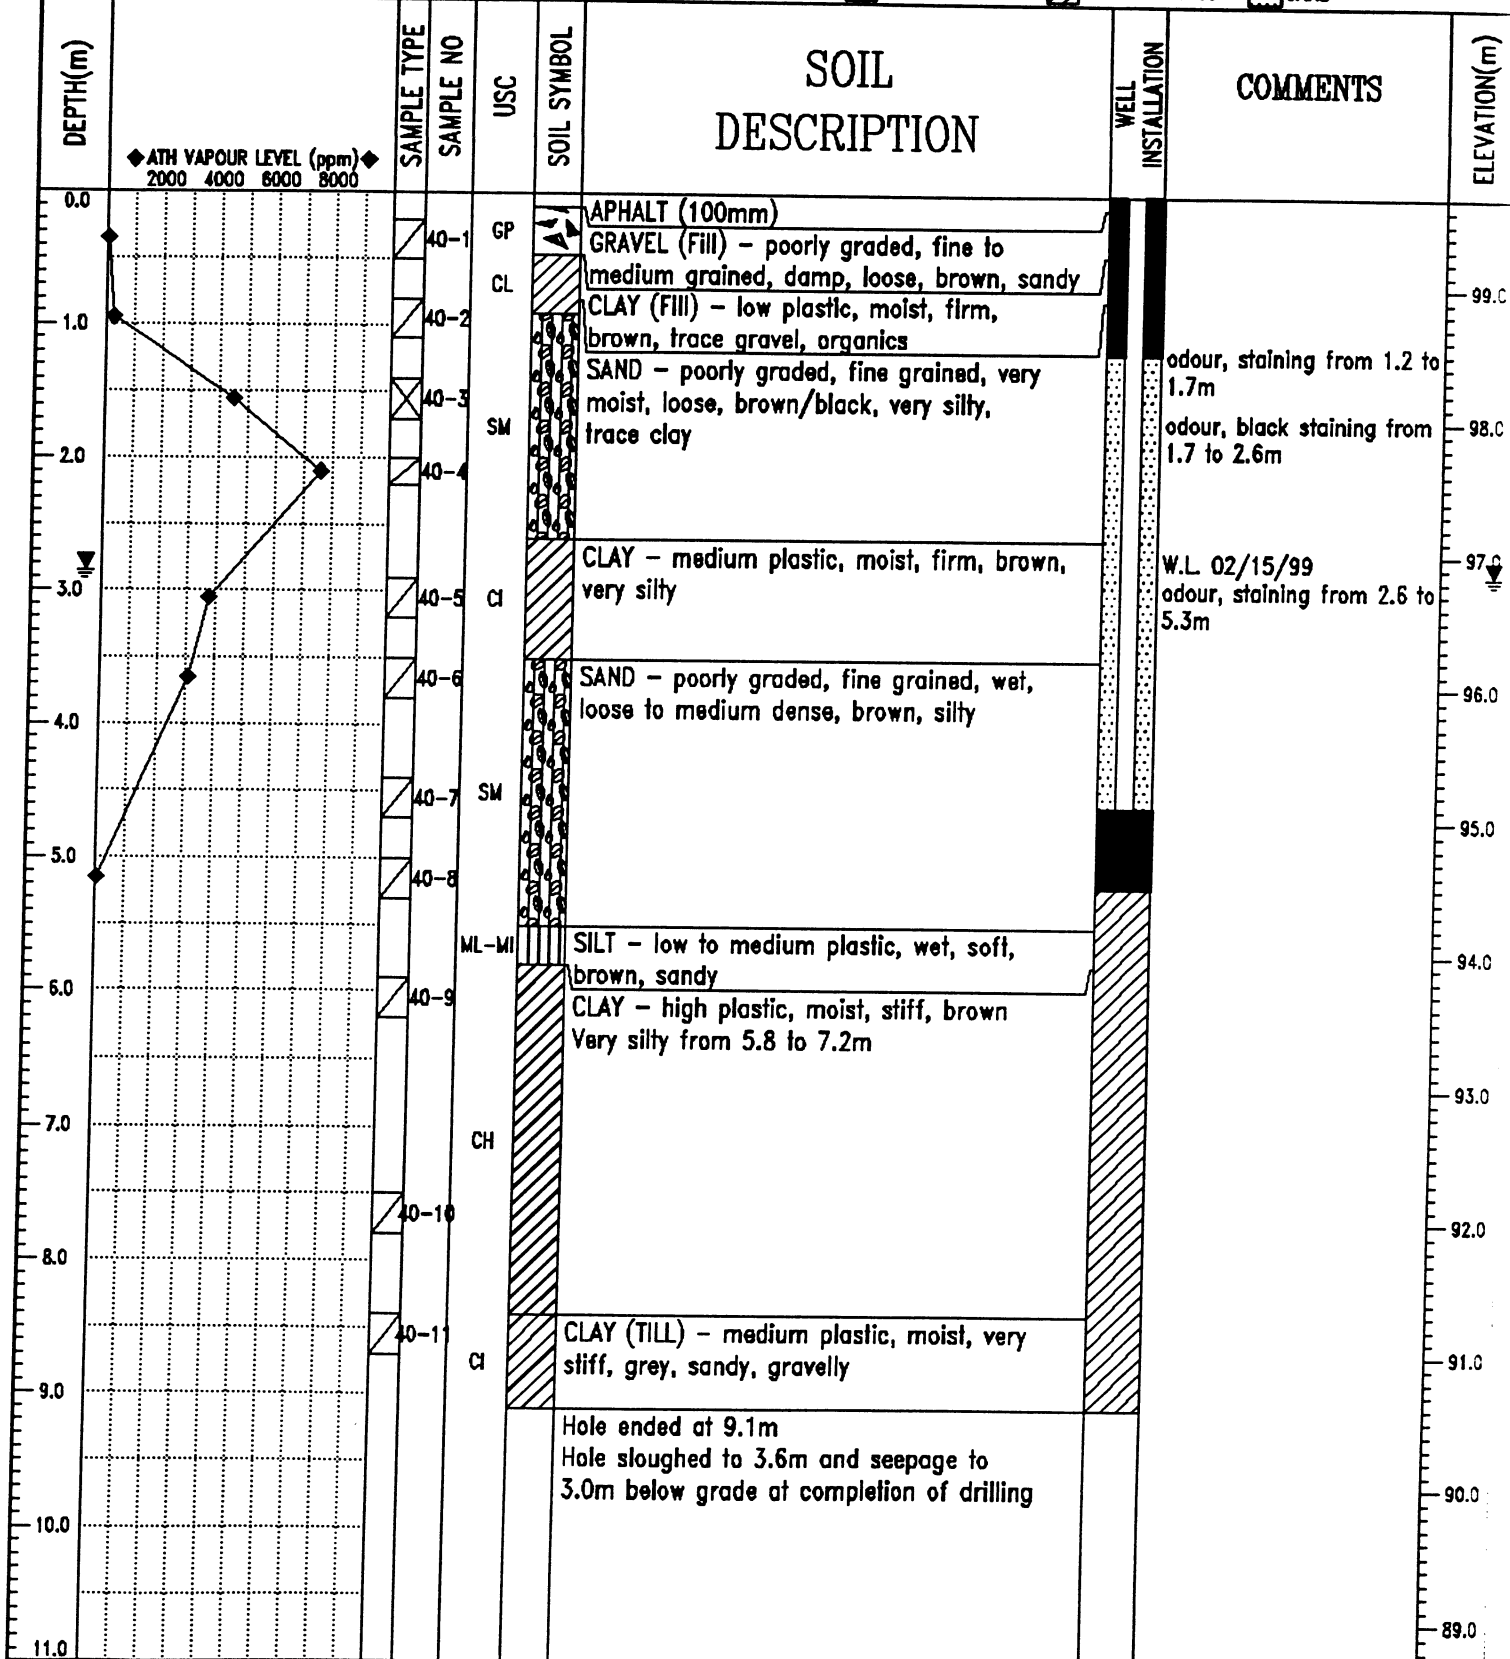 DEPTH(m)
◆ATH VAPOUR LEVEL (ppm)◆
2000 4000 6000 8000
SAMPLE TYPE
SAMPLE NO
USC
SOIL SYMBOL
SOIL
DESCRIPTION
WELL
INSTALLATION
COMMENTS
ELEVATION(m)
0.0
1.0
2.0
3.0
4.0
5.0
6.0
7.0
8.0
9.0
10.0
11.0
40-1
40-2
40-3
40-4
40-5
40-6
40-7
40-8
40-9
40-10
40-11
GP
CL
SM
CI
SM
ML-MI
CH
CI
APHALT (100mm)
GRAVEL (Fill) - poorly graded, fine to
medium grained, damp, loose, brown, sandy
CLAY (Fill) - low plastic, moist, firm,
brown, trace gravel, organics
SAND - poorly graded, fine grained, very
moist, loose, brown/black, very silty,
trace clay
CLAY - medium plastic, moist, firm, brown,
very silty
SAND - poorly graded, fine grained, wet,
loose to medium dense, brown, silty
SILT - low to medium plastic, wet, soft,
brown, sandy
CLAY - high plastic, moist, stiff, brown
Very silty from 5.8 to 7.2m
CLAY (TILL) - medium plastic, moist, very
stiff, grey, sandy, gravelly
Hole ended at 9.1m
Hole sloughed to 3.6m and seepage to
3.0m below grade at completion of drilling
odour, staining from 1.2 to
1.7m
odour, black staining from
1.7 to 2.6m
W.L. 02/15/99
odour, staining from 2.6 to
5.3m
99.0
98.0
97.0
96.0
95.0
94.0
93.0
92.0
91.0
90.0
89.0